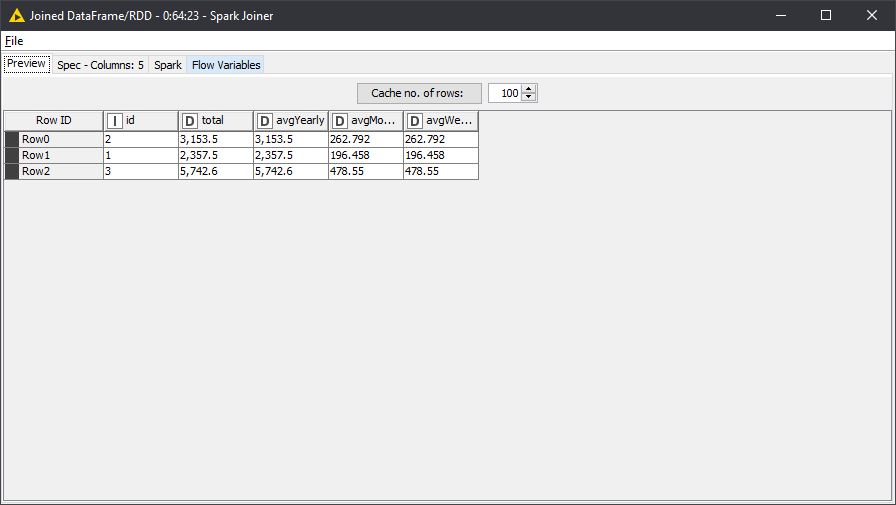 Joined DataFrame/RDD - 0:64:23 - Spark Joiner
File
Preview Spec - Columns: 5 Spark Flow Variables
Cache no. of rows: 100
Row ID I id D total D avgYearly D avgMo... D avgWe...
Row0 2 3,153.5 3,153.5 262.792 262.792
Row1 1 2,357.5 2,357.5 196.458 196.458
Row2 3 5,742.6 5,742.6 478.55 478.55